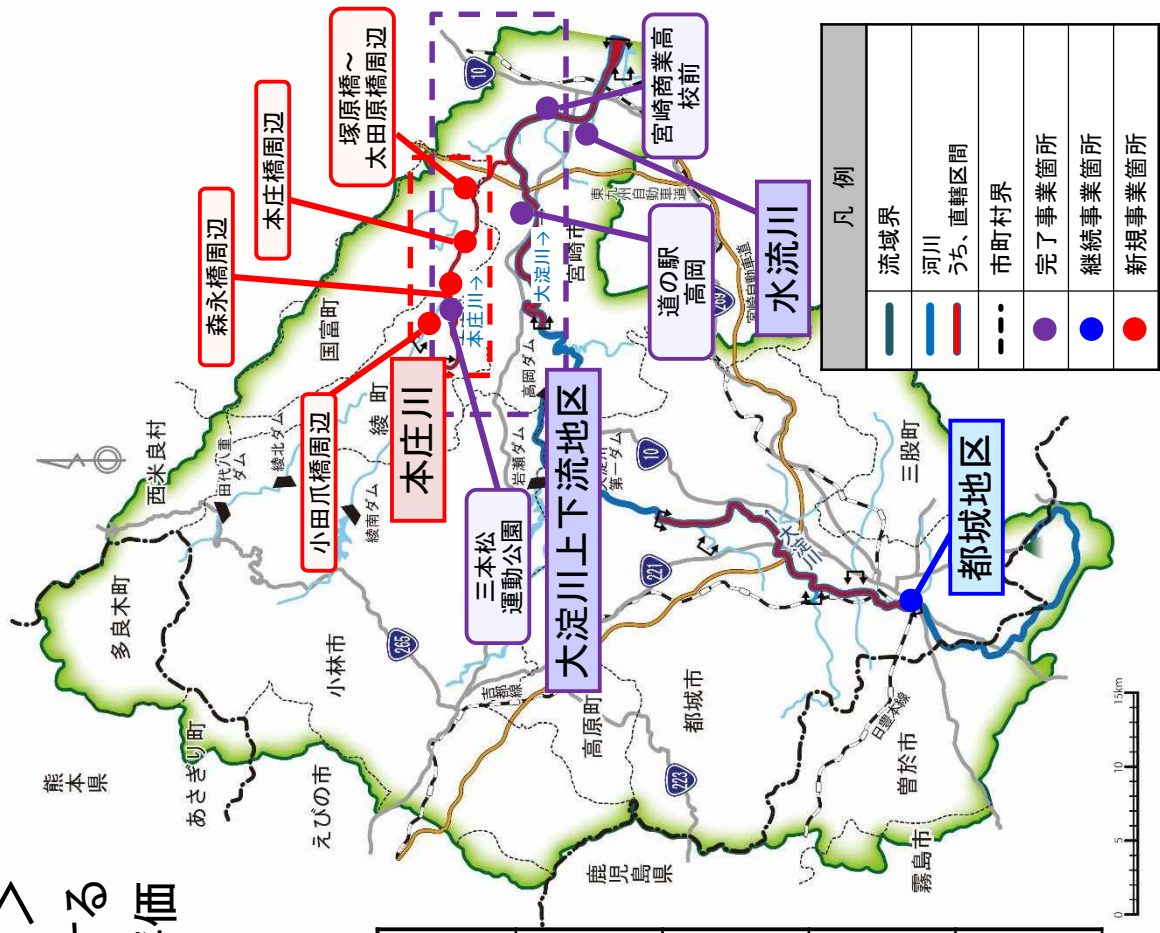 る
価
熊本県
多良木町
あさぎり町
えびの市
小林市
西米良村
田代八重
ダム
綾北ダム
綾南ダム
265
国富町
綾町
小田爪橋周辺
森永橋周辺
本庄橋周辺
塚原橋～
太田原橋周辺
10
本庄川
本庄川→
三本松
運動公園
大淀川上下流地区
岩瀬ダム
高岡ダム
大淀川→
宮崎市
道の駅
高岡
宮崎商業高
校前
水流川
東九州自動車道
宮崎自動車道
第一ダム
10
221
吉都線
高原町
都城市
223
大淀川
三股町
都城地区
日豊本線
曽於市
霧島市
鹿児島県
0
5
10
15km
凡 例
流域界
河川
うち、直轄区間
市町村界
完了事業箇所
継続事業箇所
新規事業箇所